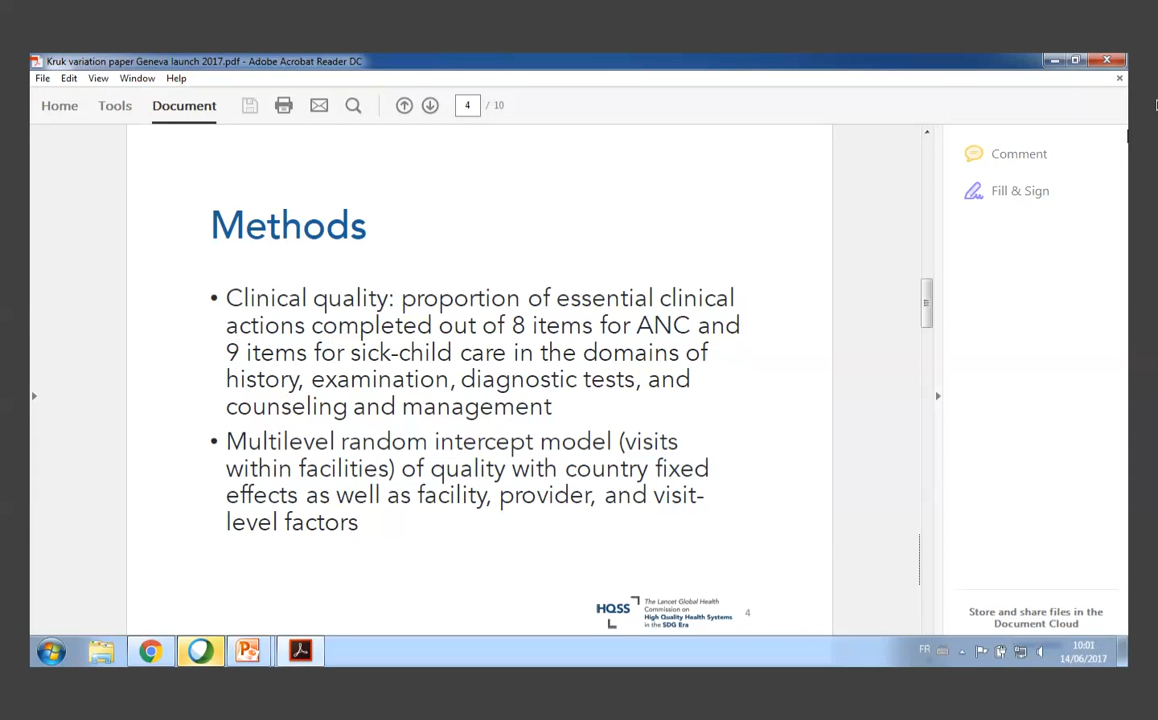 Kruk variation paper Geneva launch 2017.pdf - Adobe Acrobat Reader DC
File Edit View Window Help
Home Tools Document 4 / 10
Comment
Fill & Sign
Methods
• Clinical quality: proportion of essential clinical
actions completed out of 8 items for ANC and
9 items for sick-child care in the domains of
history, examination, diagnostic tests, and
counseling and management
• Multilevel random intercept model (visits
within facilities) of quality with country fixed
effects as well as facility, provider, and visit-
level factors
HQSS
The Lancet Global Health
Commission on
High Quality Health Systems
in the SDG Era
4
Store and share files in the
Document Cloud
FR
10:01
14/06/2017